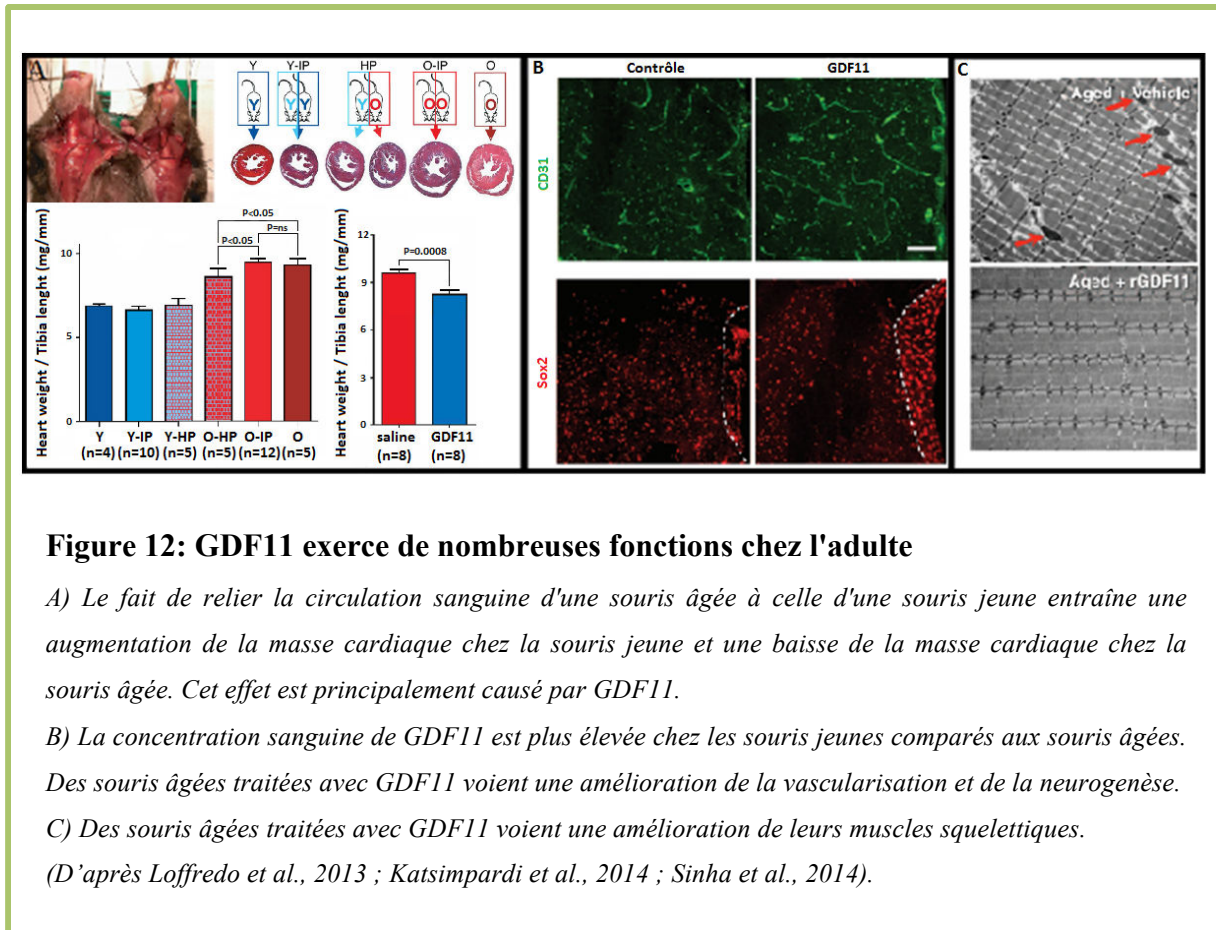 A
Y Y-IP HP O-IP O
Y Y Y Y O O O O
Heart weight / Tibia lenght (mg/mm)
10
5
0
P<0.05
P<0.05
P=ns
Y Y-IP Y-HP O-HP O-IP O
(n=4) (n=10) (n=5) (n=5) (n=12) (n=5)
Heart weight / Tibia lenght (mg/mm)
12
9
6
3
0
P=0.0008
saline GDF11
(n=8) (n=8)
B
Contrôle GDF11
CD31
Sox2
C
Aged + Vehicle
Aged + rGDF11
Figure 12: GDF11 exerce de nombreuses fonctions chez l'adulte
A) Le fait de relier la circulation sanguine d'une souris âgée à celle d'une souris jeune entraîne une
augmentation de la masse cardiaque chez la souris jeune et une baisse de la masse cardiaque chez la
souris âgée. Cet effet est principalement causé par GDF11.
B) La concentration sanguine de GDF11 est plus élevée chez les souris jeunes comparés aux souris âgées.
Des souris âgées traitées avec GDF11 voient une amélioration de la vascularisation et de la neurogenèse.
C) Des souris âgées traitées avec GDF11 voient une amélioration de leurs muscles squelettiques.
(D’après Loffredo et al., 2013 ; Katsimpardi et al., 2014 ; Sinha et al., 2014).